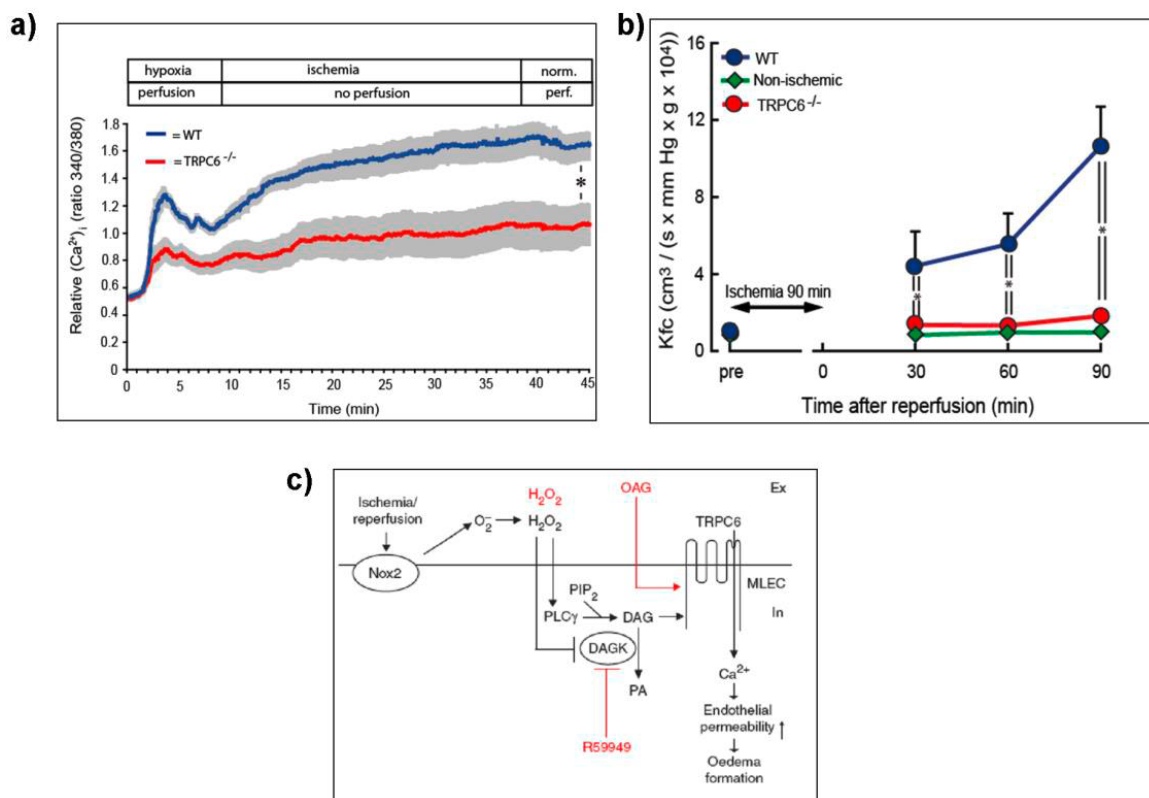 a)
hypoxia ischemia norm.
perfusion no perfusion perf.
= WT
= TRPC6 -/-
Relative (Ca²⁺)i (ratio 340/380)
1.8
1.6
1.4
1.2
1.0
0.8
0.6
0.4
0.2
0
*
0 5 10 15 20 25 30 35 40 45
Time (min)
b)
WT
Non-ischemic
TRPC6-/-
Kfc (cm³ / (s x mm Hg x g x 10⁴))
16
12
8
4
0
Ischemia 90 min
* * *
pre 0 30 60 90
Time after reperfusion (min)
c)
Ischemia/
reperfusion
Nox2
O₂⁻
H₂O₂
H₂O₂
OAG
Ex
TRPC6
MLEC
In
PIP₂
PLCγ
DAG
DAGK
PA
R59949
Ca²⁺
Endothelial
permeability
Oedema
formation